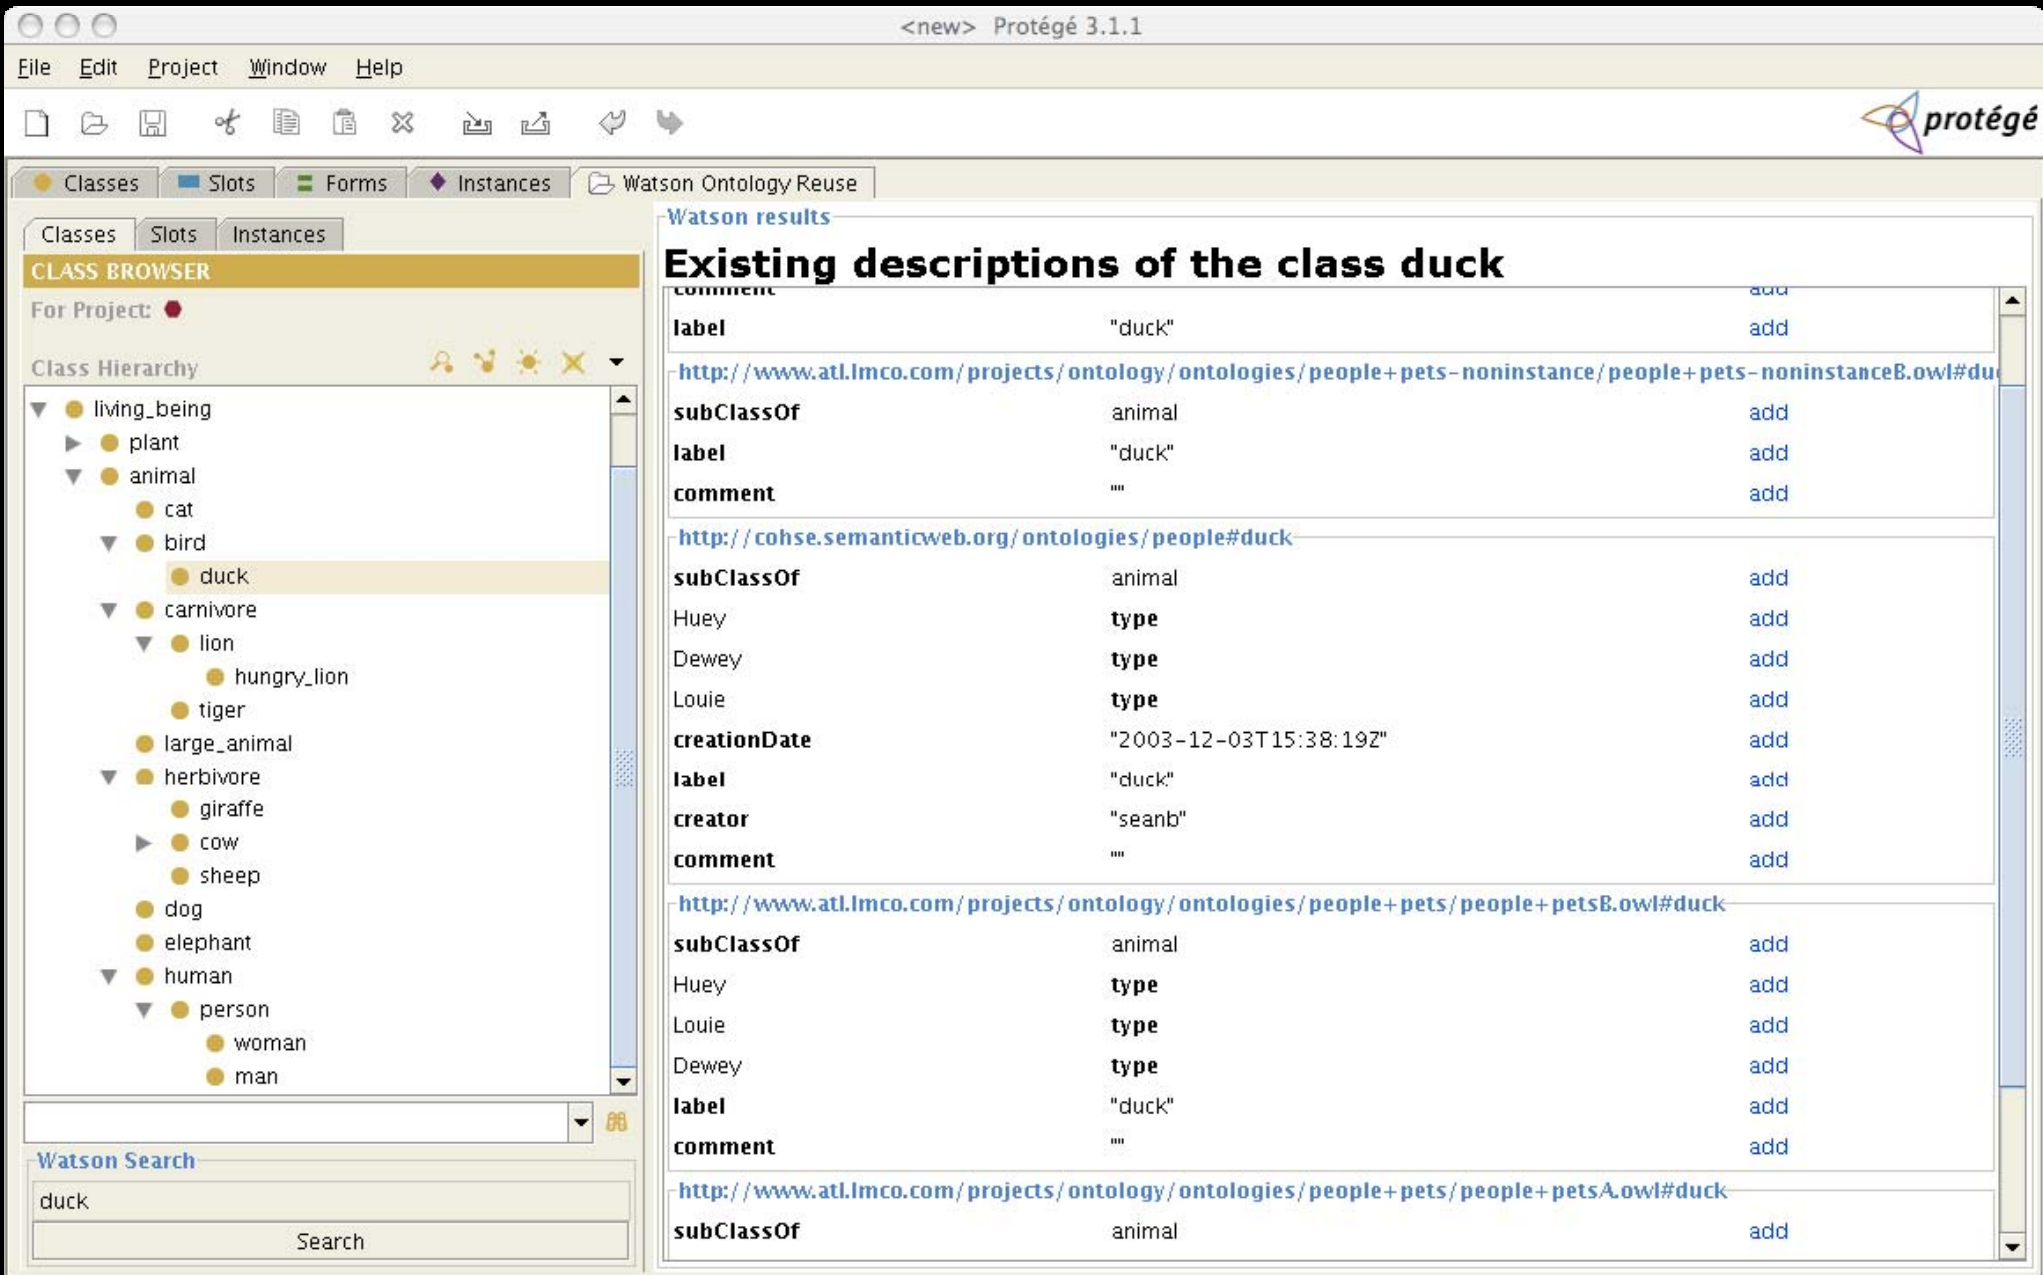 <new>  Protégé 3.1.1
File Edit Project Window Help
protégé
Classes Slots Forms Instances Watson Ontology Reuse
Classes Slots Instances
CLASS BROWSER
For Project:
Class Hierarchy
living_being
plant
animal
cat
bird
duck
carnivore
lion
hungry_lion
tiger
large_animal
herbivore
giraffe
cow
sheep
dog
elephant
human
person
woman
man
Watson Search
duck
Search
Watson results
Existing descriptions of the class duck
comment add
label "duck" add
http://www.atl.lmco.com/projects/ontology/ontologies/people+pets-noninstance/people+pets-noninstanceB.owl#du
subClassOf animal add
label "duck" add
comment "" add
http://cohse.semanticweb.org/ontologies/people#duck
subClassOf animal add
Huey type add
Dewey type add
Louie type add
creationDate "2003-12-03T15:38:19Z" add
label "duck" add
creator "seanb" add
comment "" add
http://www.atl.lmco.com/projects/ontology/ontologies/people+pets/people+petsB.owl#duck
subClassOf animal add
Huey type add
Louie type add
Dewey type add
label "duck" add
comment "" add
http://www.atl.lmco.com/projects/ontology/ontologies/people+pets/people+petsA.owl#duck
subClassOf animal add